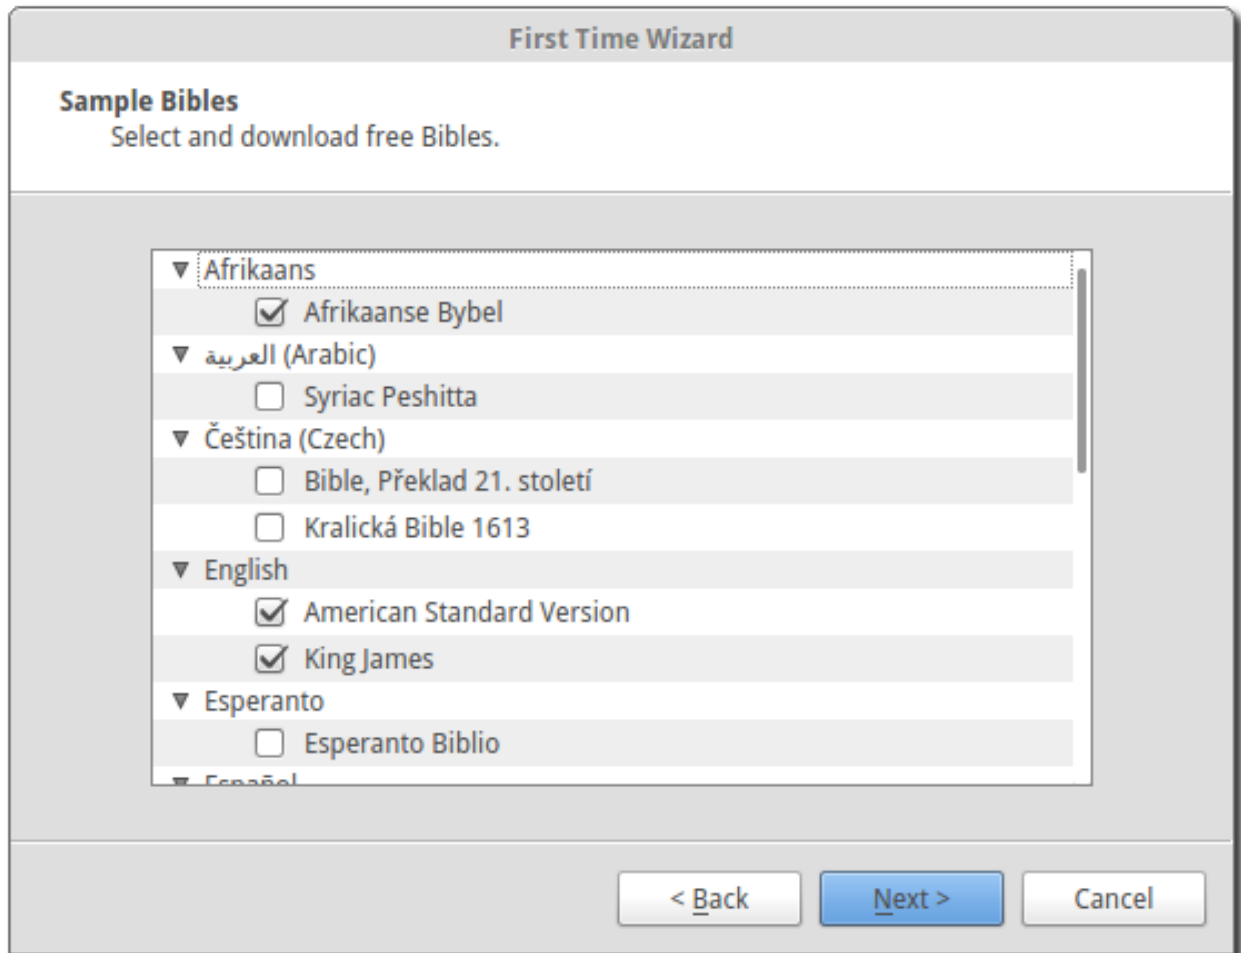 First Time Wizard
Sample Bibles
Select and download free Bibles.
Afrikaans
Afrikaanse Bybel
العربية (Arabic)
Syriac Peshitta
Čeština (Czech)
Bible, Překlad 21. století
Kralická Bible 1613
English
American Standard Version
King James
Esperanto
Esperanto Biblio
Español
< Back
Next >
Cancel